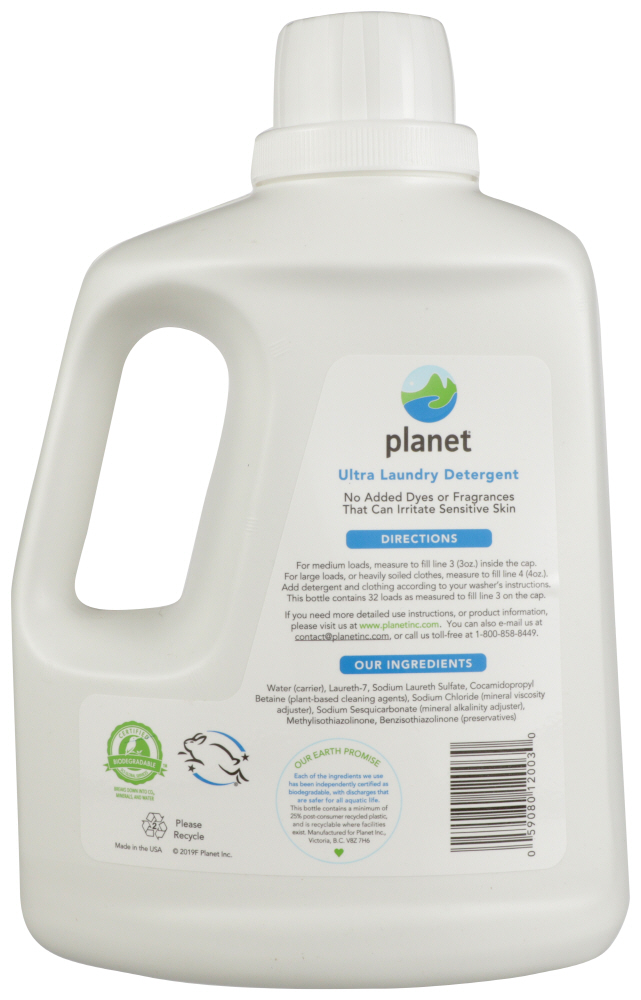 planet
Ultra Laundry Detergent
No Added Dyes or Fragrances
That Can Irritate Sensitive Skin
DIRECTIONS
For medium loads, measure to fill line 3 (3oz.) inside the cap.
For large loads, or heavily soiled clothes, measure to fill line 4 (4oz.).
Add detergent and clothing according to your washer's instructions.
This bottle contains 32 loads as measured to fill line 3 on the cap.
If you need more detailed use instructions, or product information,
please visit us at www.planetinc.com. You can also e-mail us at
contact@planetinc.com, or call us toll-free at 1-800-858-8449.
OUR INGREDIENTS
Water (carrier), Laureth-7, Sodium Laureth Sulfate, Cocamidopropyl
Betaine (plant-based cleaning agents), Sodium Chloride (mineral viscosity
adjuster), Sodium Sesquicarbonate (mineral alkalinity adjuster),
Methylisothiazolinone, Benzisothiazolinone (preservatives)
CERTIFIED
BIODEGRADABLE
BREAKS DOWN INTO CO2,
MINERALS AND WATER
2
Please
Recycle
Made in the USA © 2019F Planet Inc.
OUR EARTH PROMISE
Each of the ingredients we use
has been independently certified as
biodegradable, with discharges that
are safer for all aquatic life.
This bottle contains a minimum of
25% post-consumer recycled plastic,
and is recyclable where facilities
exist. Manufactured for Planet Inc.,
Victoria, B.C. V8Z 7H6
0 59080 12003 0